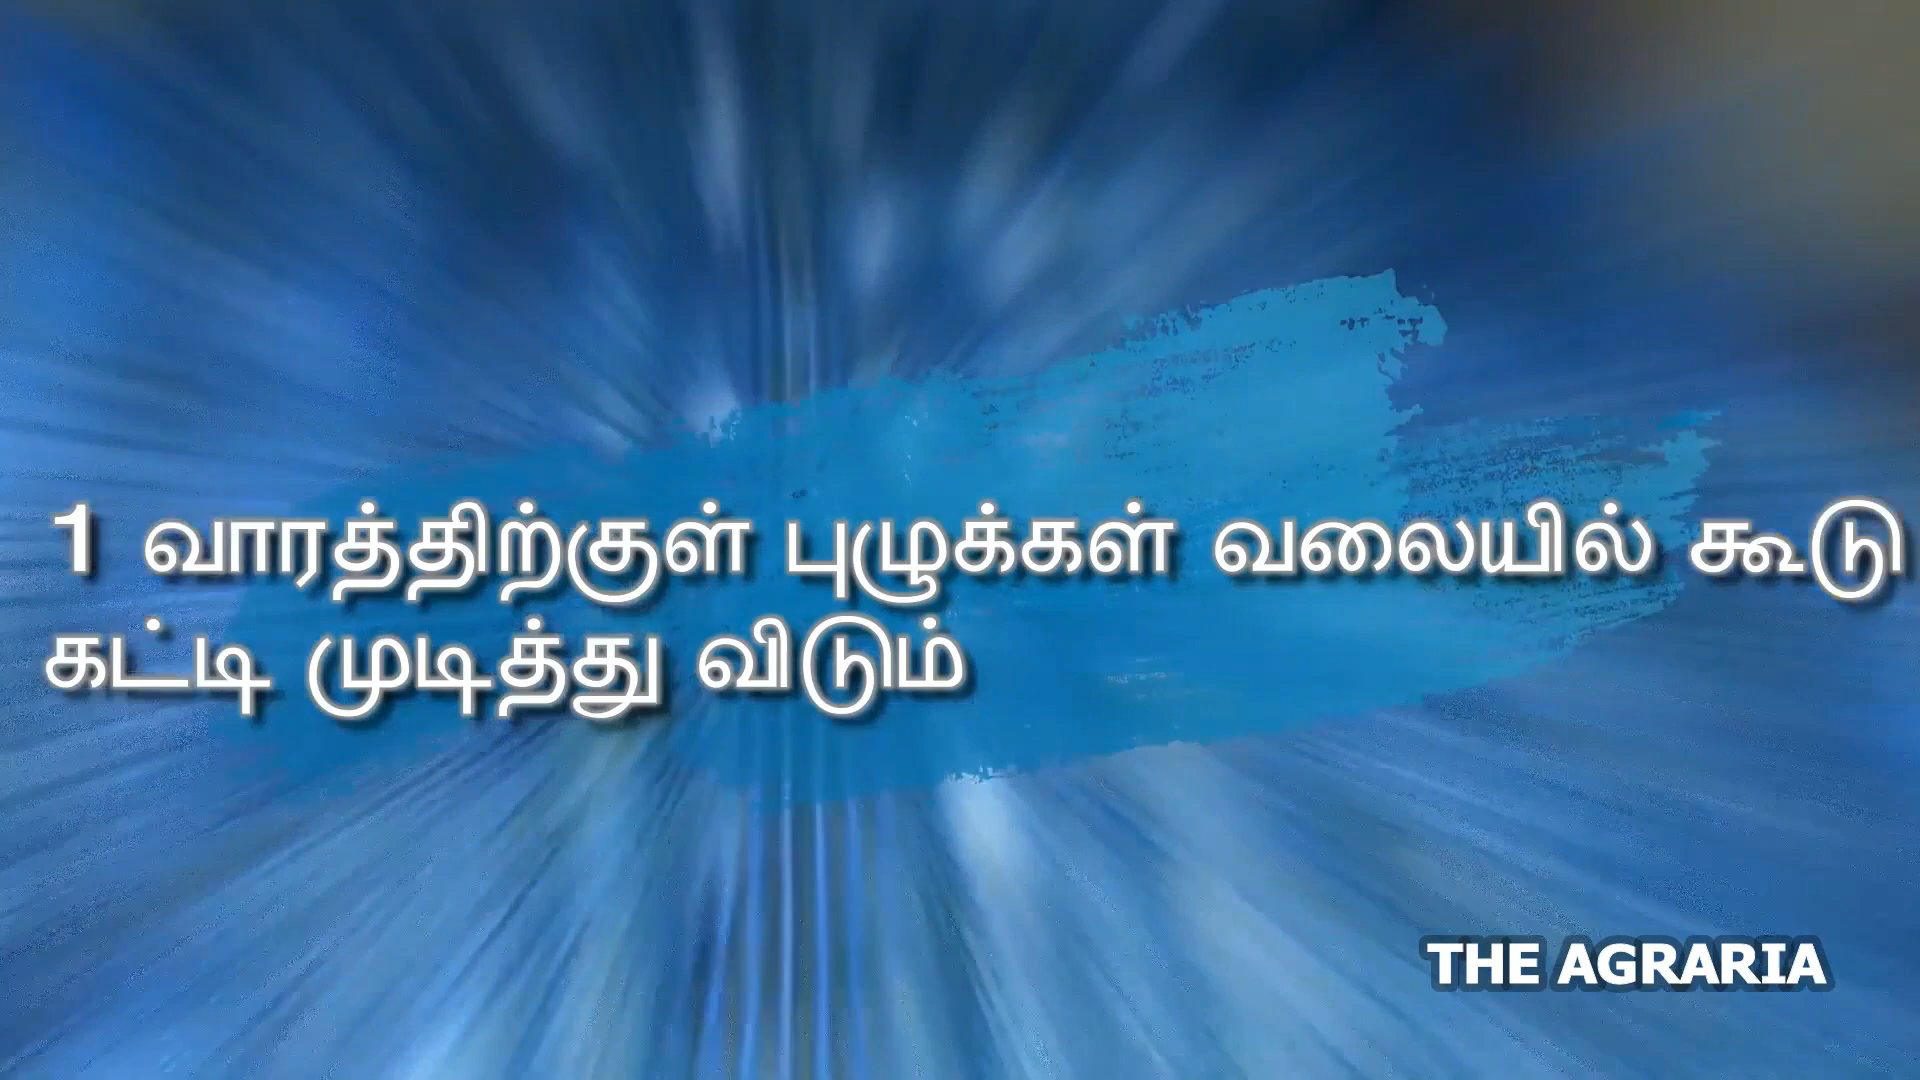 1 வாரத்திற்குள் புழுக்கள் வலையில் கூடு
கட்டி முடித்து விடும்
THE AGRARIA